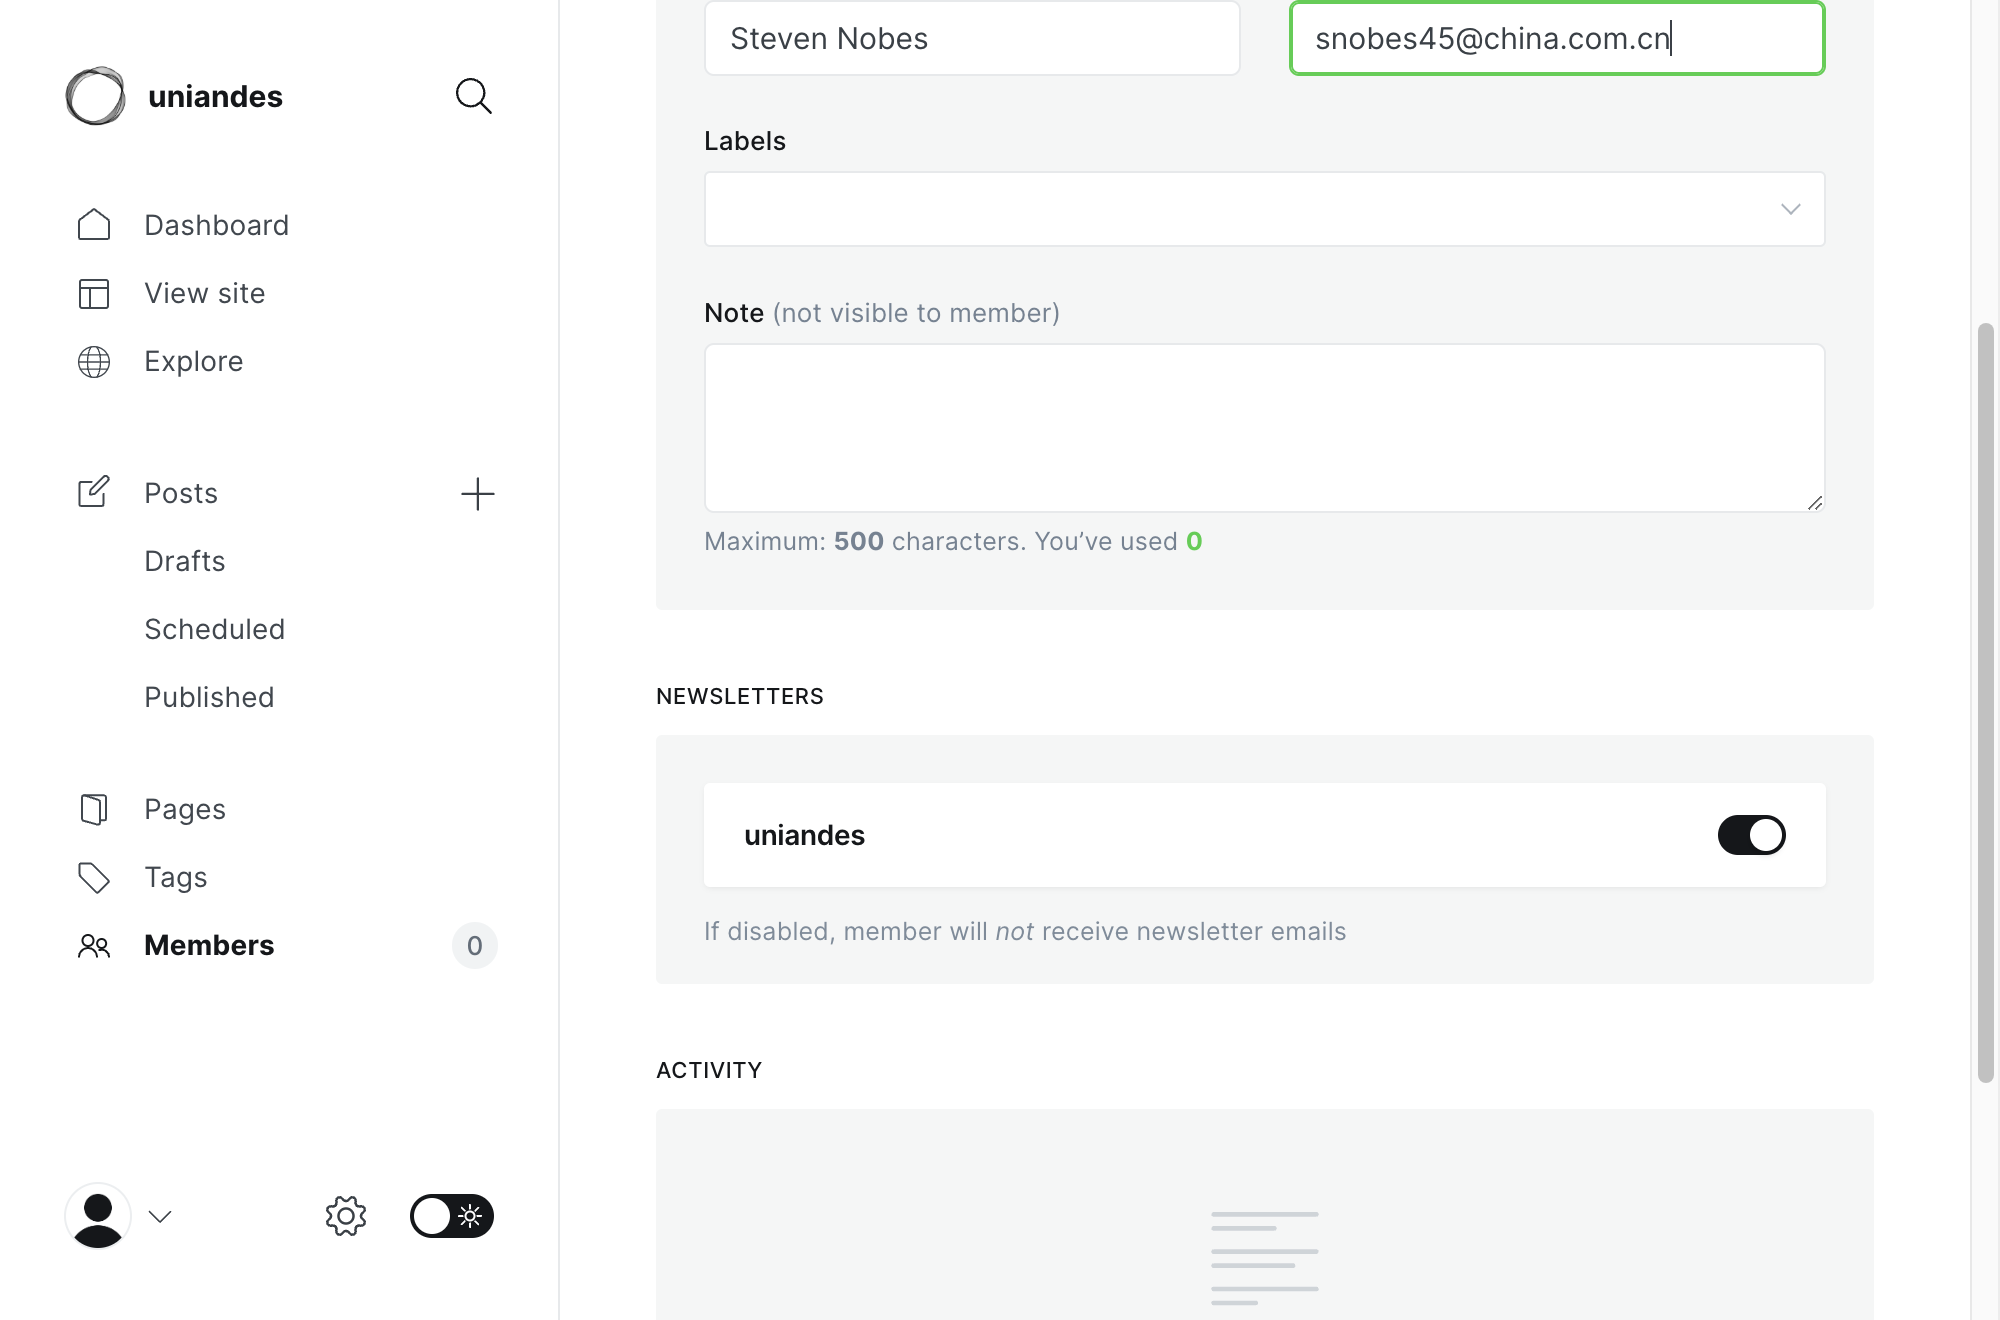 uniandes
Dashboard
View site
Explore
Posts
Drafts
Scheduled
Published
Pages
Tags
Members
0
Steven Nobes
snobes45@china.com.cn
Labels
Note (not visible to member)
Maximum: 500 characters. You’ve used 0
NEWSLETTERS
uniandes
If disabled, member will not receive newsletter emails
ACTIVITY